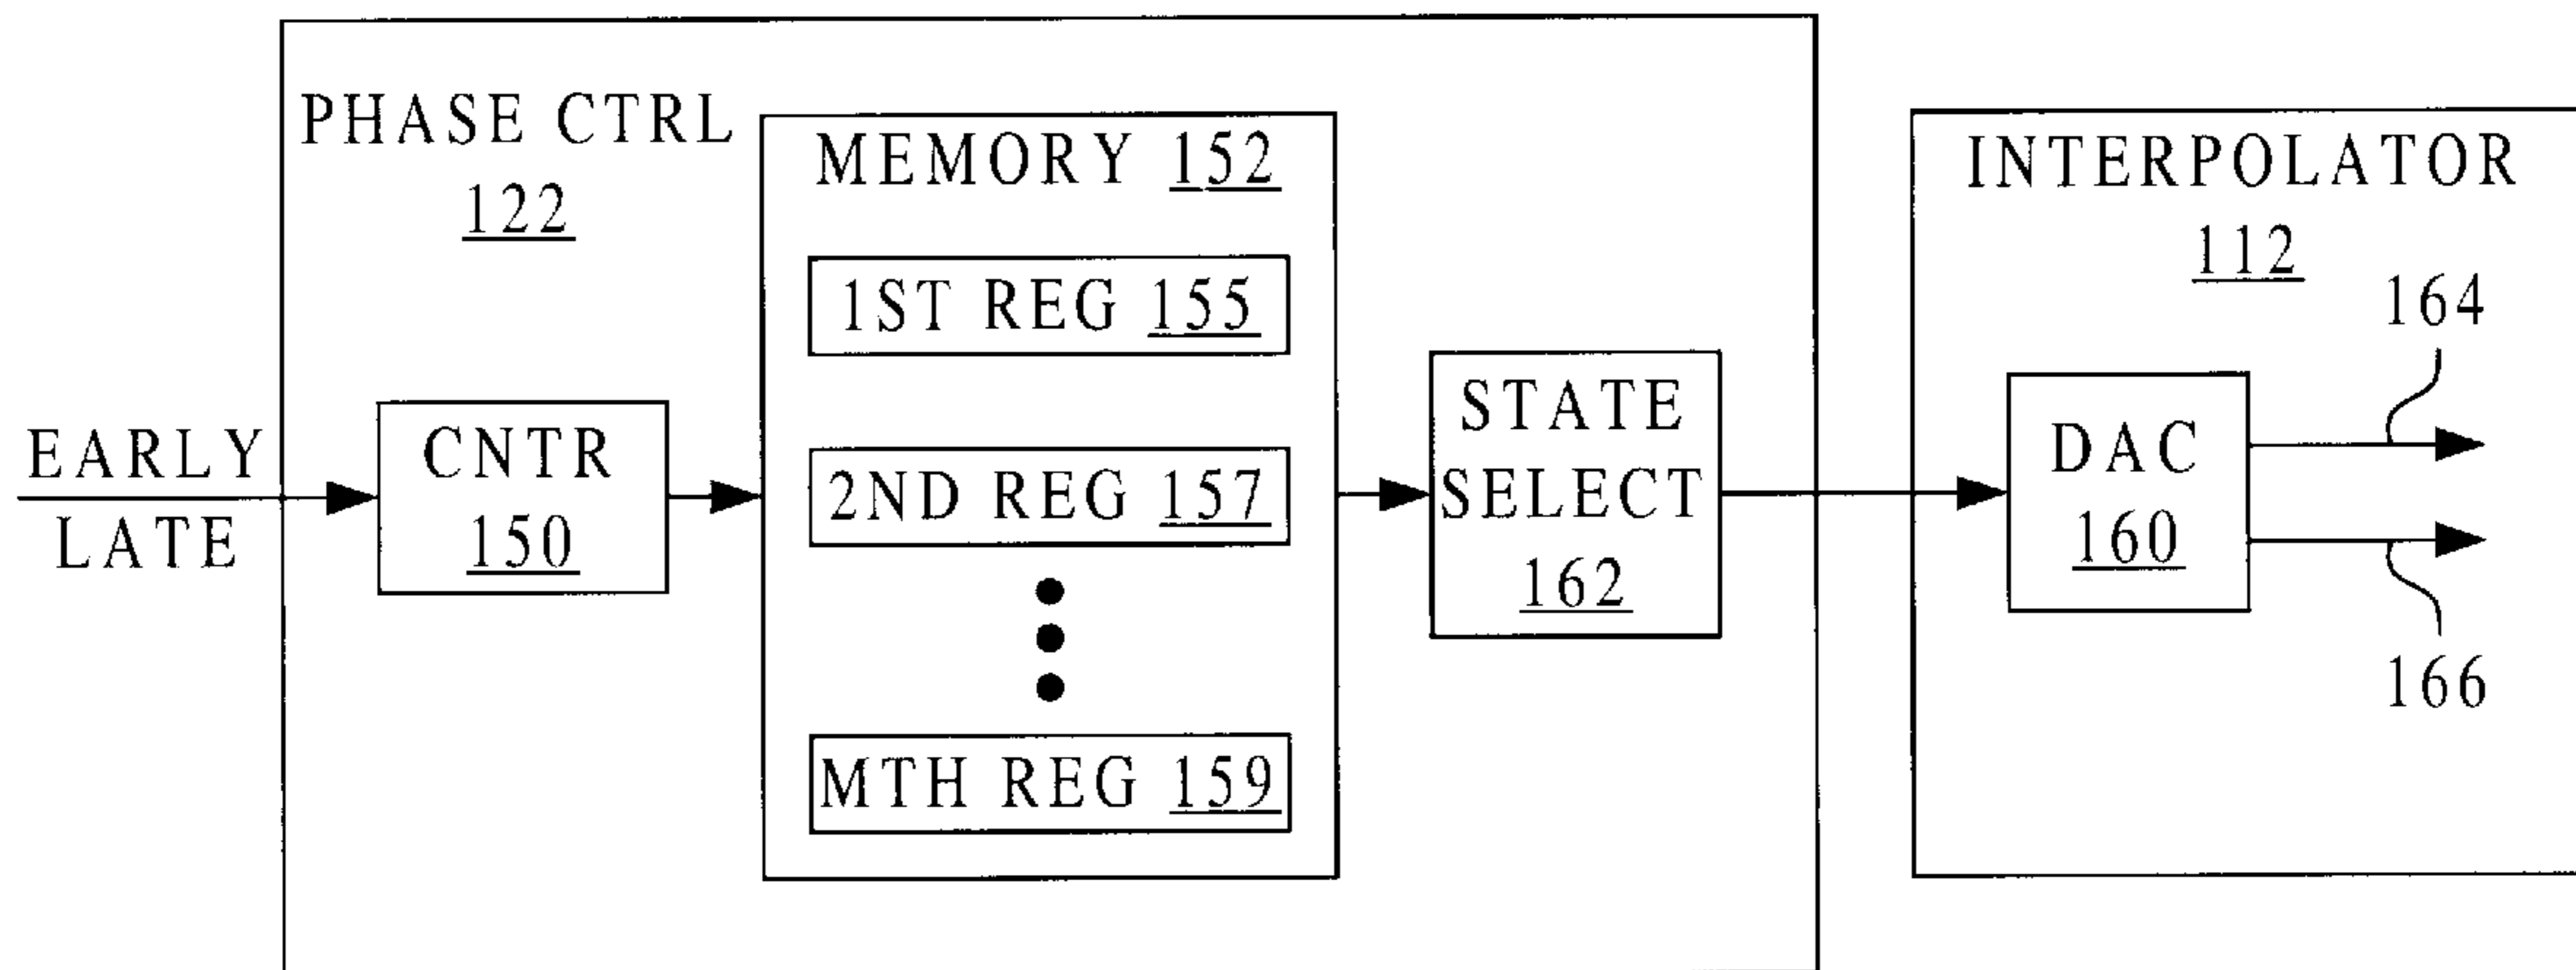 PHASE CTRL
122
EARLY
LATE
CNTR
150
MEMORY 152
1ST REG 155
2ND REG 157
MTH REG 159
STATE
SELECT
162
INTERPOLATOR
112
DAC
160
164
166